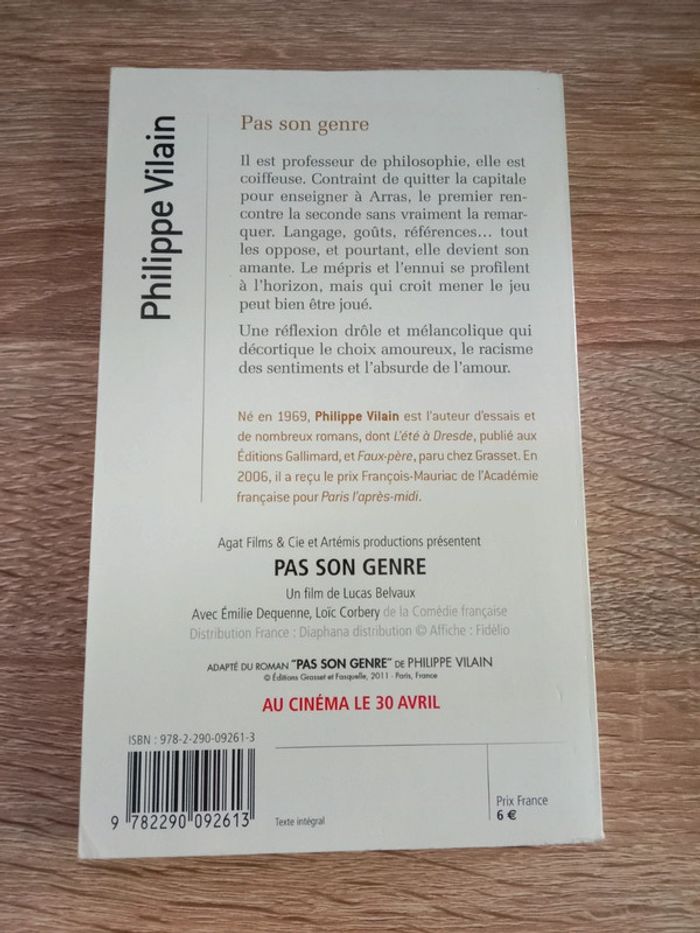 Philippe Vilain
Pas son genre
Il est professeur de philosophie, elle est
coiffeuse. Contraint de quitter la capitale
pour enseigner à Arras, le premier ren-
contre la seconde sans vraiment la remar-
quer. Langage, goûts, références... tout
les oppose, et pourtant, elle devient son
amante. Le mépris et l'ennui se profilent
à l'horizon, mais qui croit mener le jeu
peut bien être joué.
Une réflexion drôle et mélancolique qui
décortique le choix amoureux, le racisme
des sentiments et l'absurde de l'amour.
Né en 1969, Philippe Vilain est l'auteur d'essais et
de nombreux romans, dont L'été à Dresde, publié aux
Éditions Gallimard, et Faux-père, paru chez Grasset. En
2006, il a reçu le prix François-Mauriac de l'Académie
française pour Paris l'après-midi.
Agat Films & Cie et Artémis productions présentent
PAS SON GENRE
Un film de Lucas Belvaux
Avec Émilie Dequenne, Loïc Corbery de la Comédie française
Distribution France : Diaphana distribution © Affiche : Fidélio
ADAPTÉ DU ROMAN "PAS SON GENRE" DE PHILIPPE VILAIN
© Éditions Grasset et Fasquelle, 2011 - Paris, France
AU CINÉMA LE 30 AVRIL
ISBN : 978-2-290-09261-3
9 782290 092613
Texte intégral
Prix France
6 €